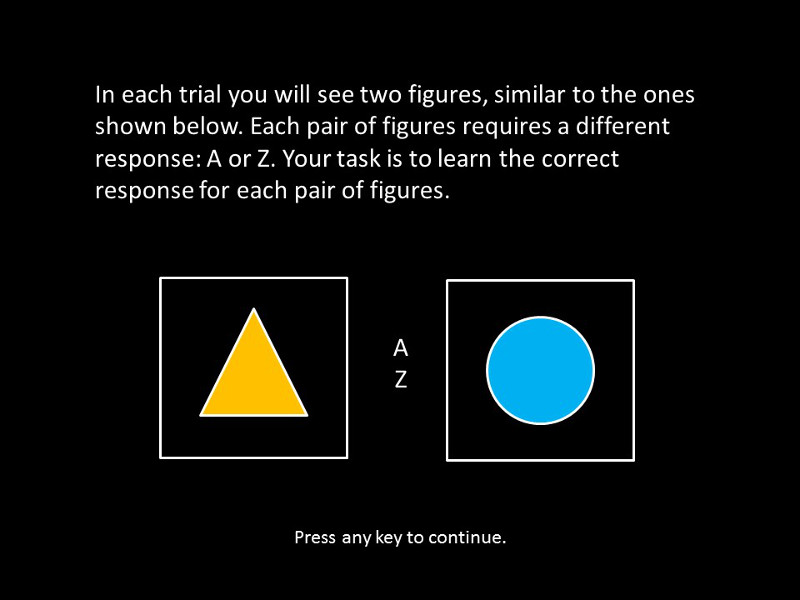 In each trial you will see two figures, similar to the ones
shown below. Each pair of figures requires a different
response: A or Z. Your task is to learn the correct
response for each pair of figures.
A
Z
Press any key to continue.